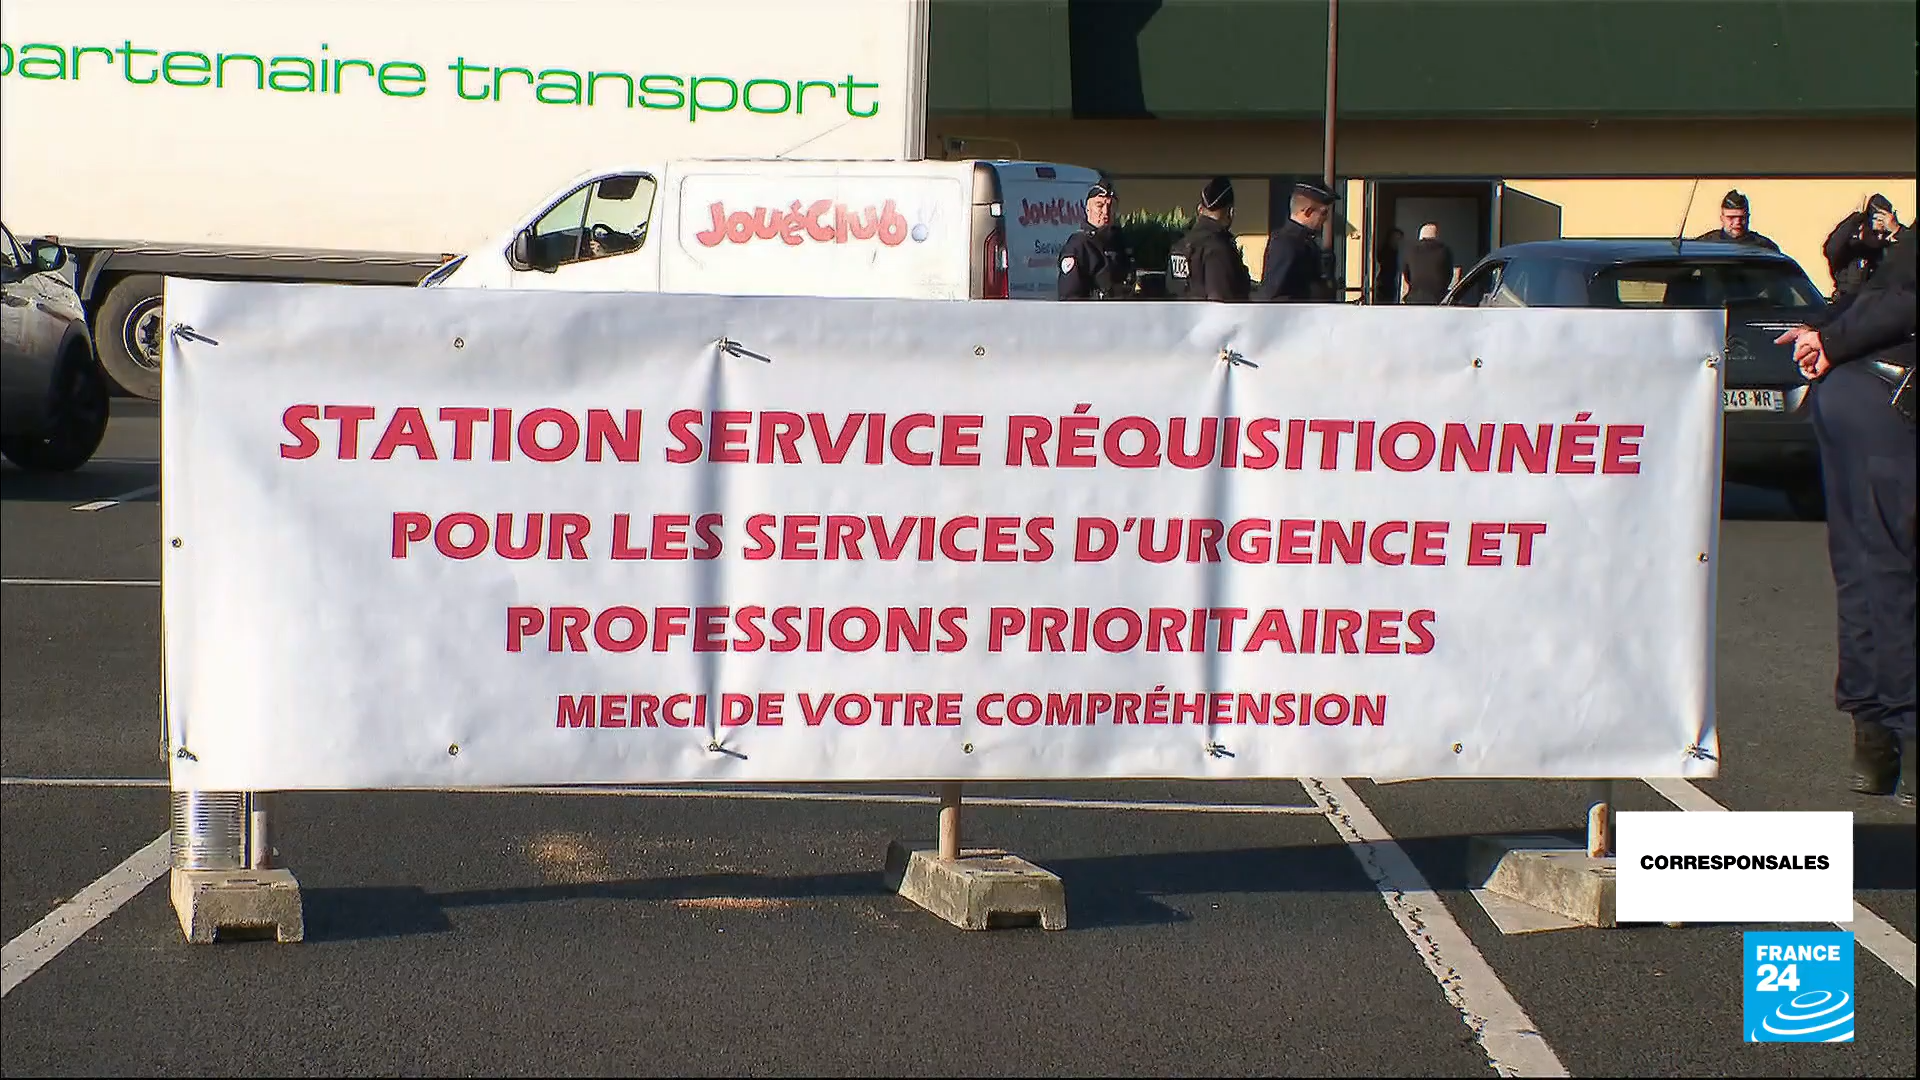 partenaire transport
JouéClub
JouéClub
POLICE
348-WR
STATION SERVICE RÉQUISITIONNÉE
POUR LES SERVICES D'URGENCE ET
PROFESSIONS PRIORITAIRES
MERCI DE VOTRE COMPRÉHENSION
CORRESPONSALES
FRANCE
24